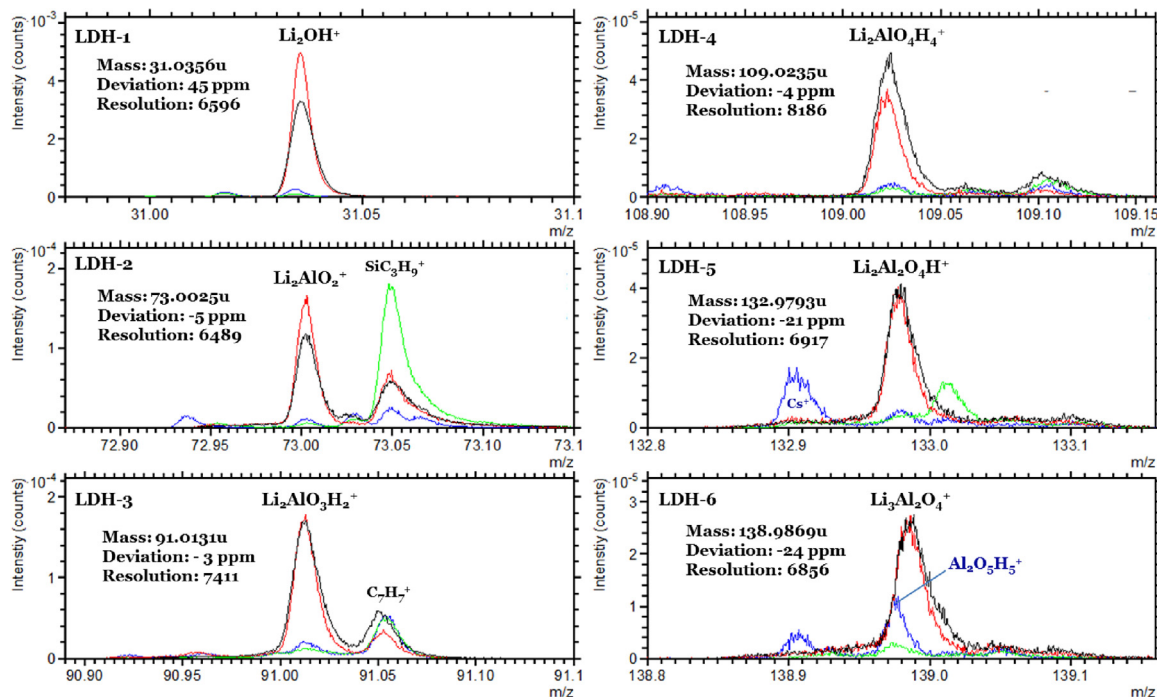 LDH-1
Li₂OH⁺
Mass: 31.0356u
Deviation: 45 ppm
Resolution: 6596
Intenstiy (counts)
·10⁻³
4
2
0
31.00
31.05
31.1
m/z
LDH-2
Li₂AlO₂⁺
SiC₃H₉⁺
Mass: 73.0025u
Deviation: -5 ppm
Resolution: 6489
Intenstiy (counts)
·10⁻⁴
2
1
0
72.90
72.95
73.00
73.05
73.10
73.1
m/z
LDH-3
Li₂AlO₃H₂⁺
C₇H₇⁺
Mass: 91.0131u
Deviation: - 3 ppm
Resolution: 7411
Intenstiy (counts)
·10⁻⁴
2
1
0
90.90
90.95
91.00
91.05
91.10
m/z
LDH-4
Li₂AlO₄H₄⁺
Mass: 109.0235u
Deviation: -4 ppm
Resolution: 8186
Intenstiy (counts)
·10⁻⁵
4
2
0
108.90
108.95
109.00
109.05
109.10
109.15
m/z
LDH-5
Li₂Al₂O₄H⁺
Mass: 132.9793u
Deviation: -21 ppm
Resolution: 6917
Cs⁺
Intenstiy (counts)
·10⁻⁵
4
2
0
132.8
132.9
133.0
133.1
m/z
LDH-6
Li₃Al₂O₄⁺
Mass: 138.9869u
Deviation: -24 ppm
Resolution: 6856
Al₂O₅H₅⁺
Intenstiy (counts)
·10⁻⁵
3
2
1
0
138.8
138.9
139.0
139.1
m/z